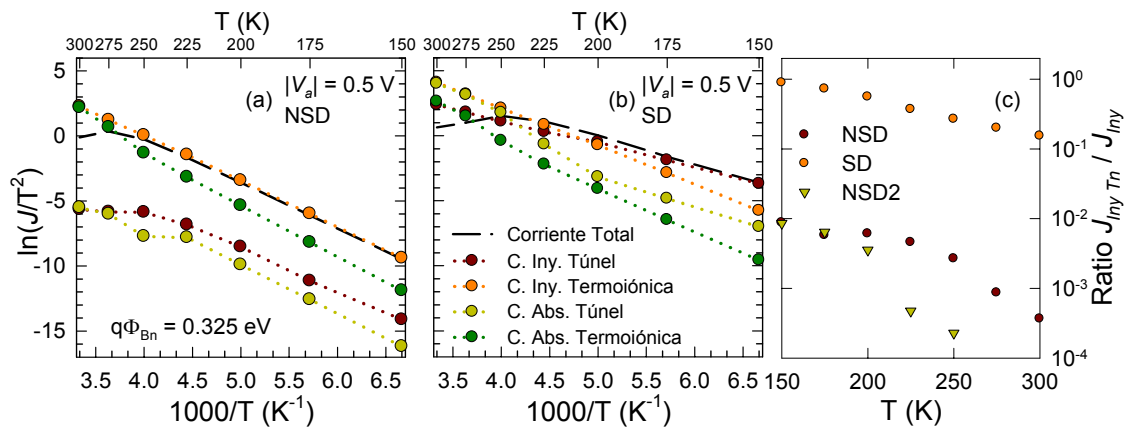 T (K)
300 275 250 225 200 175 150
5
0
-5
-10
-15
ln(J/T²)
|Vₐ| = 0.5 V
(a)
NSD
qΦBn = 0.325 eV
3.5 4.0 4.5 5.0 5.5 6.0 6.5
1000/T (K⁻¹)
T (K)
300 275 250 225 200 175 150
|Vₐ| = 0.5 V
(b)
SD
Corriente Total
C. Iny. Túnel
C. Iny. Termoiónica
C. Abs. Túnel
C. Abs. Termoiónica
3.5 4.0 4.5 5.0 5.5 6.0 6.5
1000/T (K⁻¹)
(c)
NSD
SD
NSD2
10⁰
10⁻¹
10⁻²
10⁻³
10⁻⁴
Ratio J Iny Tn / J Iny
150 200 250 300
T (K)